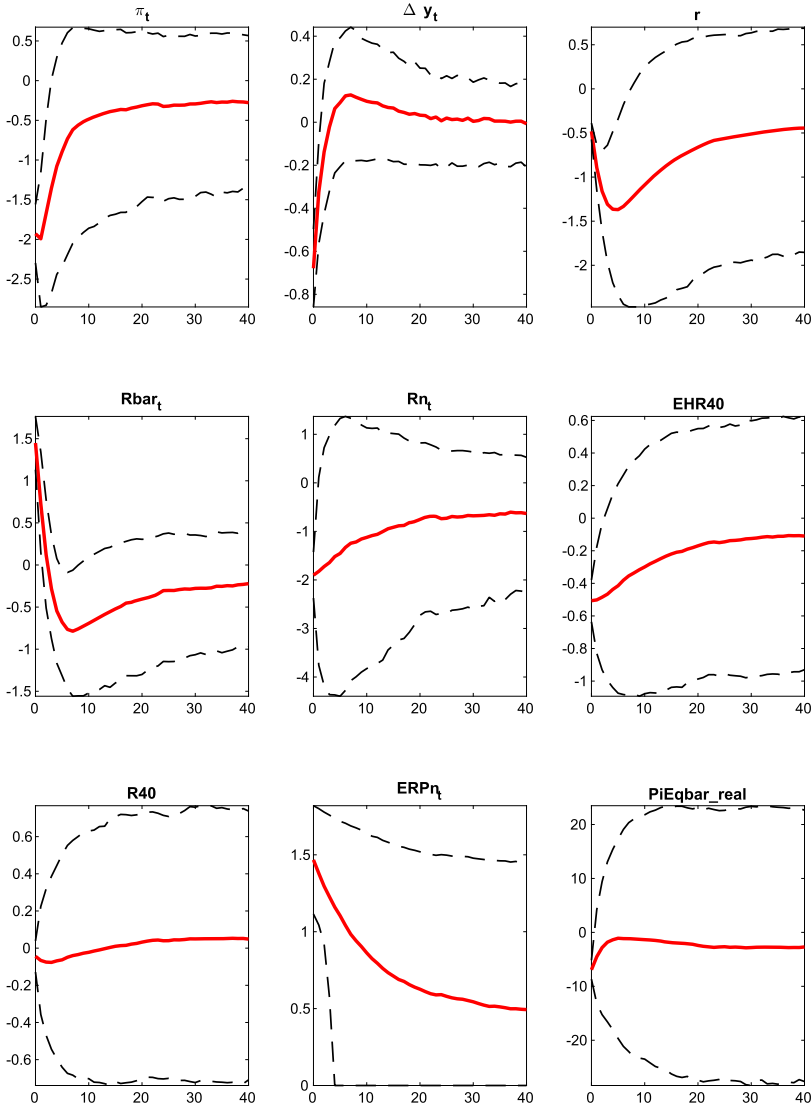 π_t Δ y_t r
0.5 0.4 0.5
0 0.2 0
-0.5 0 -0.5
-1 -0.2 -1
-1.5 -0.4 -1.5
-2 -0.6 -2
-2.5 -0.8
0 10 20 30 40 0 10 20 30 40 0 10 20 30 40
Rbar_t Rn_t EHR40
1.5 1 0.6
1 0 0.4
0.5 -1 0.2
0 -2 0
-0.5 -3 -0.2
-1 -4 -0.4
-1.5 -0.6
-0.8
-1
0 10 20 30 40 0 10 20 30 40 0 10 20 30 40
R40 ERPn_t PiEqbar_real
0.6 1.5 20
0.4 1 10
0.2 0.5 0
0 0 -10
-0.2 -20
-0.4
-0.6
0 10 20 30 40 0 10 20 30 40 0 10 20 30 40